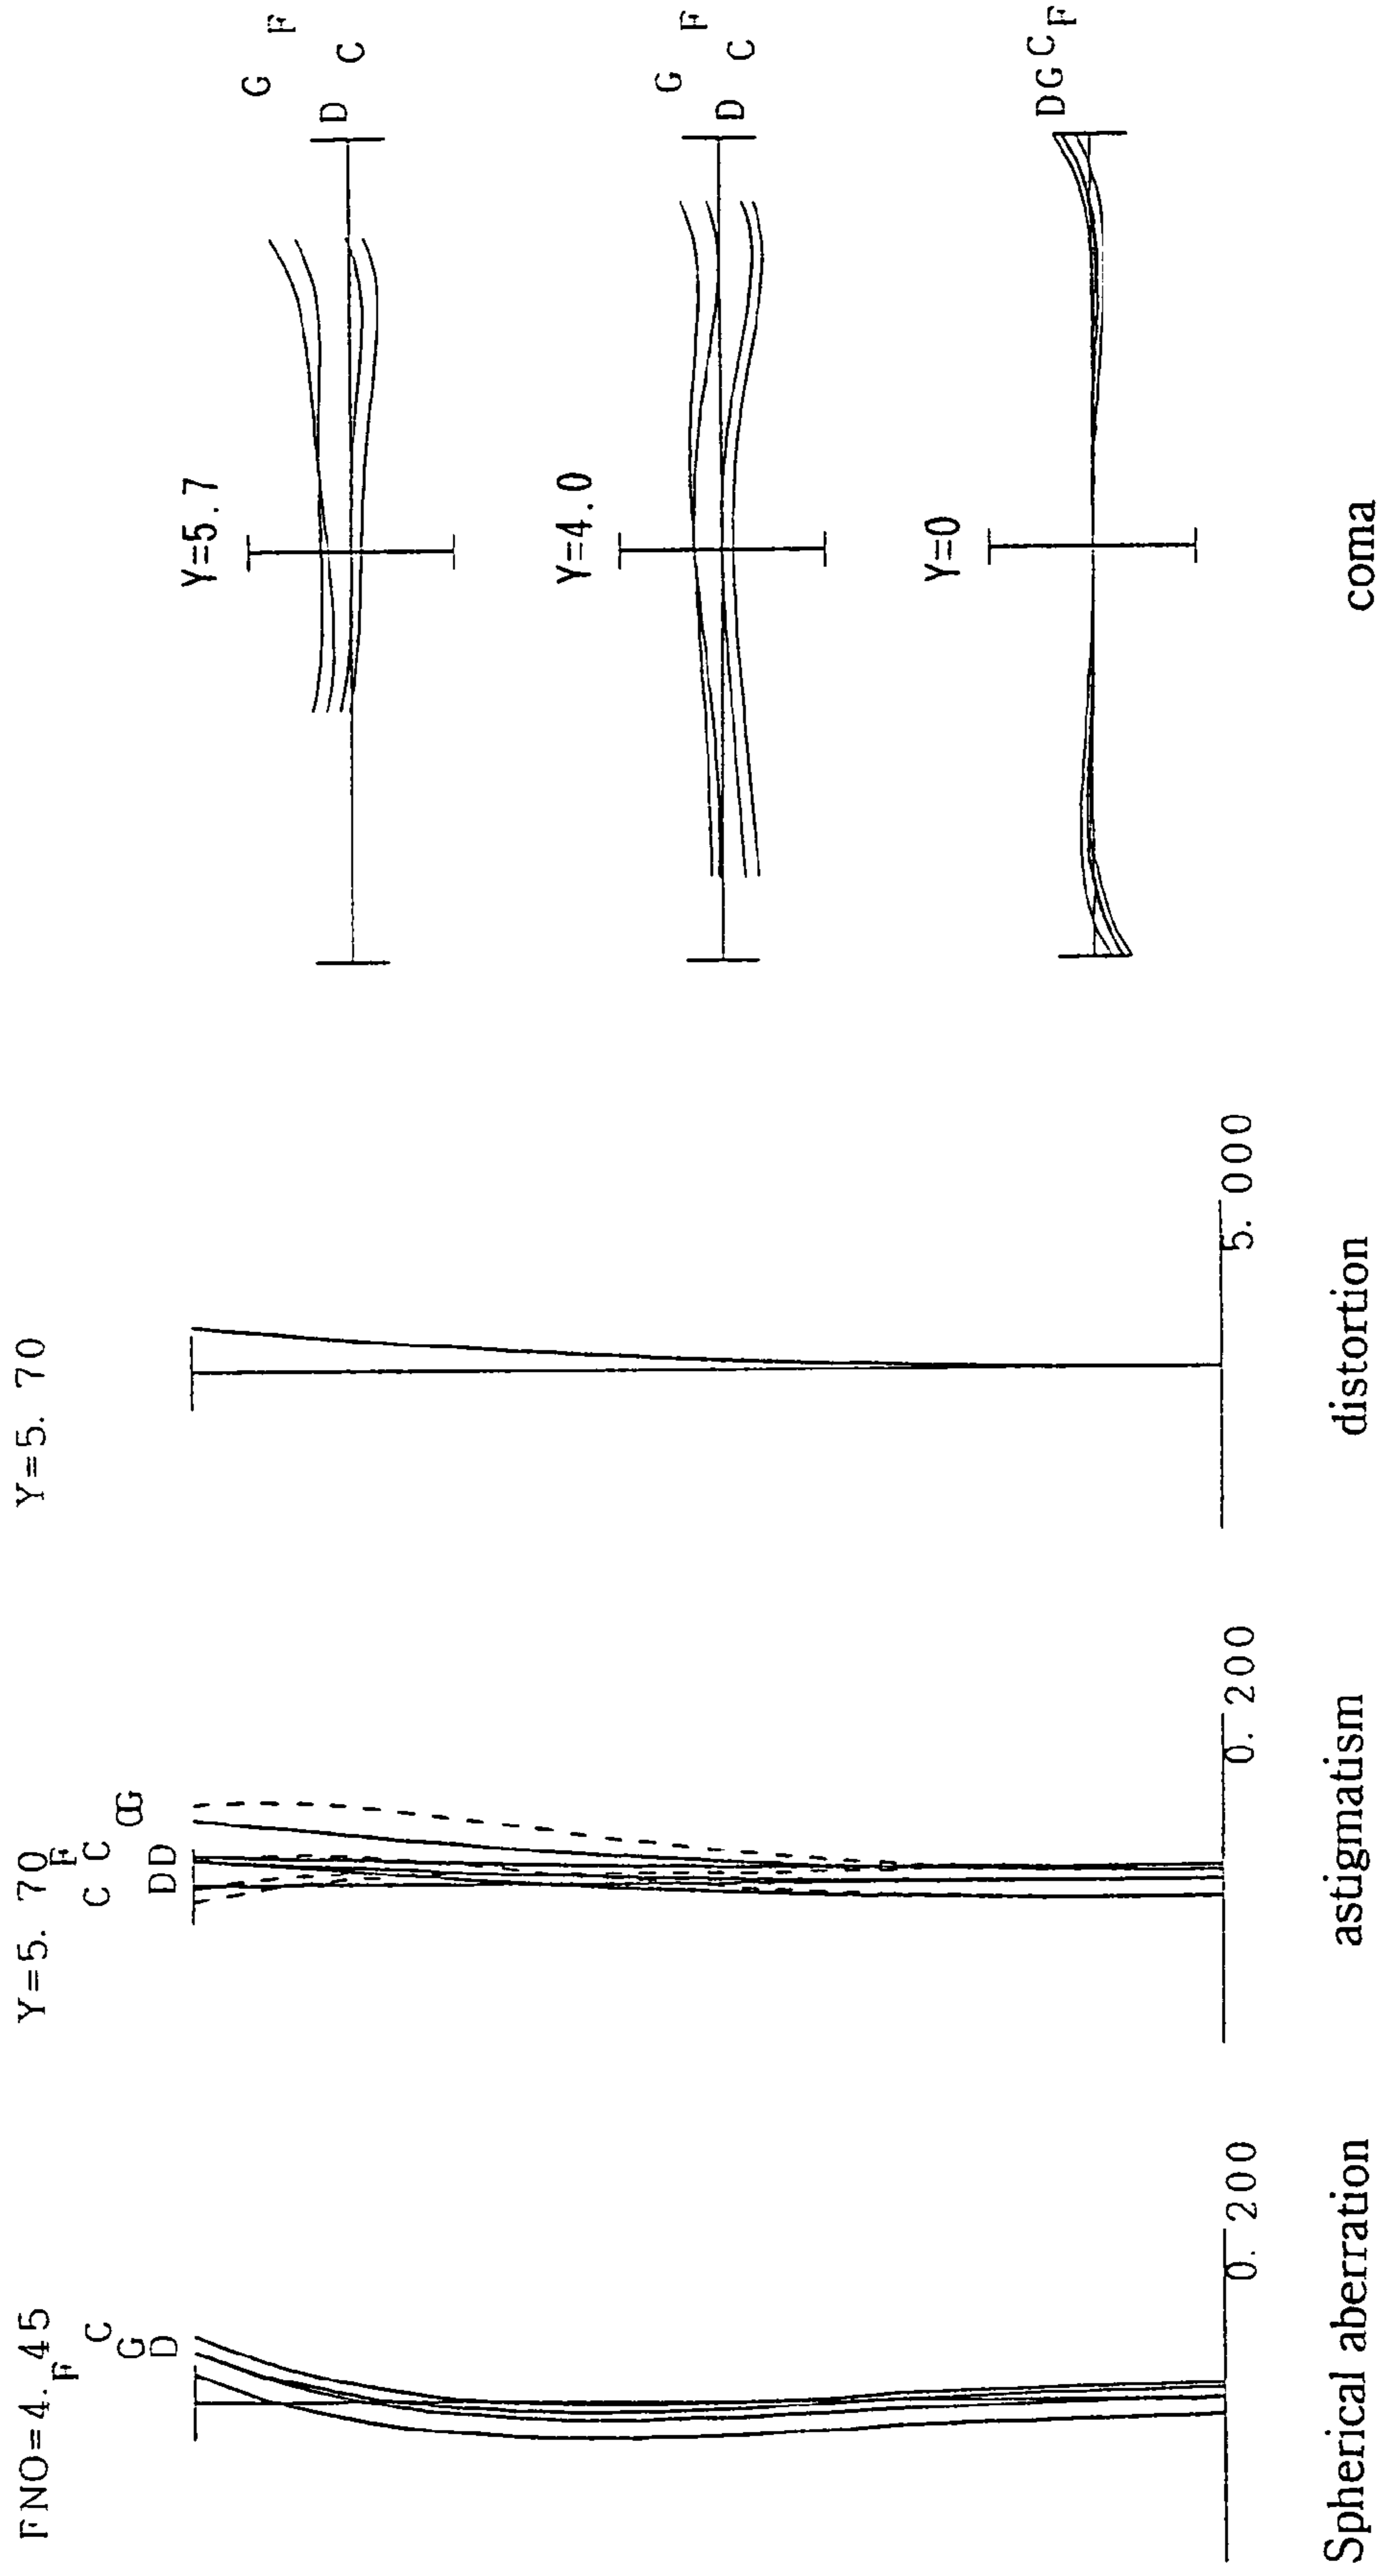 FNO=4. 45
F
C
G
D
0. 200
Spherical aberration
Y=5. 70
F
C C
G
D D
0. 200
astigmatism
Y=5. 70
5. 000
distortion
Y=5.7
G
F
D
C
Y=4.0
G
F
D
C
Y=0
D G C F
coma